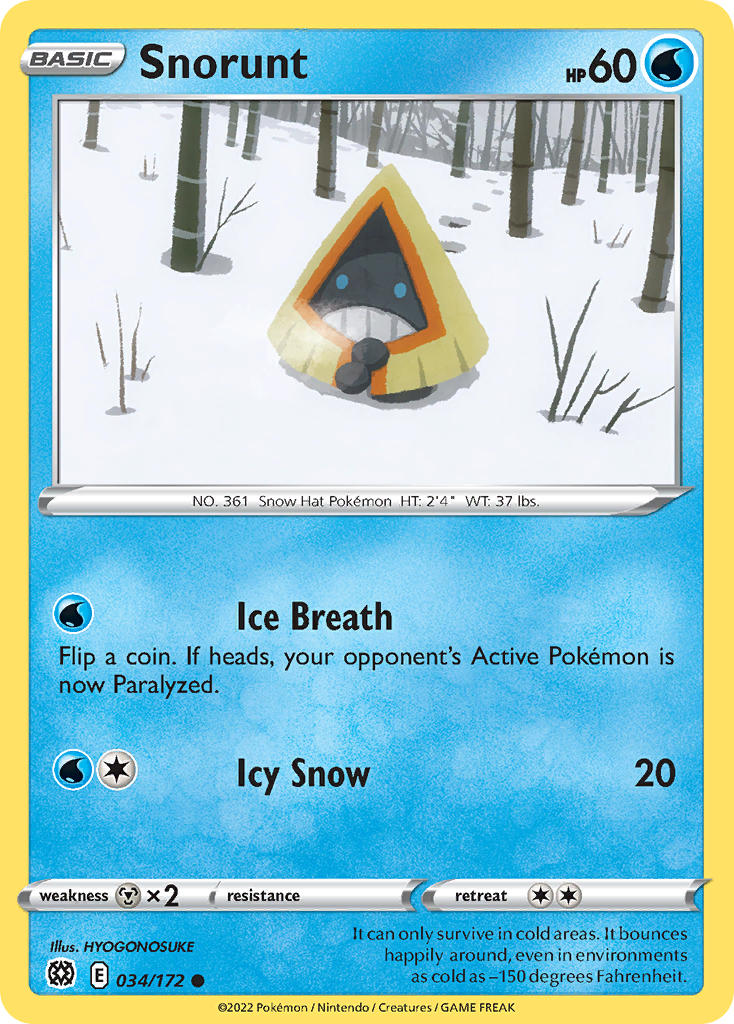 BASIC Snorunt HP60
NO. 361 Snow Hat Pokémon HT: 2'4" WT: 37 lbs.
Ice Breath
Flip a coin. If heads, your opponent's Active Pokémon is
now Paralyzed.
Icy Snow 20
weakness ×2 resistance retreat
Illus. HYOGONOSUKE
It can only survive in cold areas. It bounces
happily around, even in environments
as cold as –150 degrees Fahrenheit.
E 034/172
©2022 Pokémon / Nintendo / Creatures / GAME FREAK